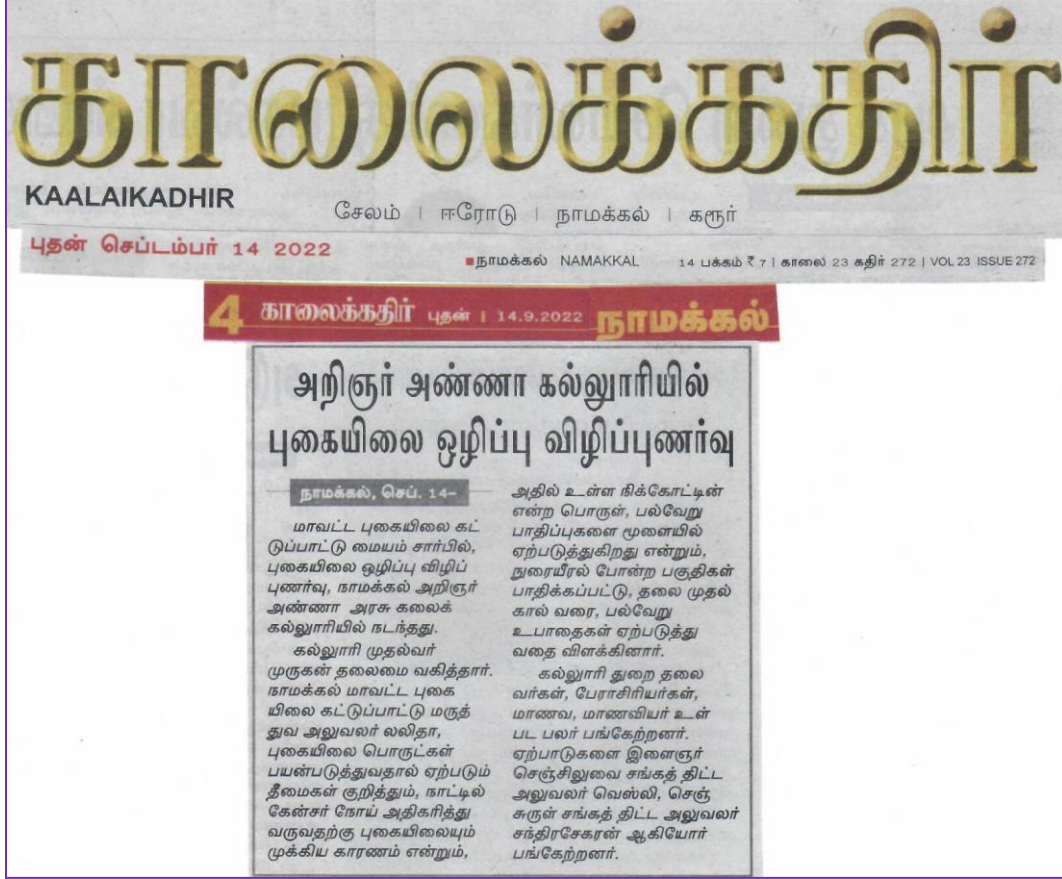 காலைக்கதிர்
KAALAIKADHIR
சேலம் | ஈரோடு | நாமக்கல் | கரூர்
புதன் செப்டம்பர் 14 2022
■நாமக்கல் NAMAKKAL 14 பக்கம் ₹ 7 | காலை 23 கதிர் 272 | VOL 23 ISSUE 272
4 காலைக்கதிர் புதன் | 14.9.2022 நாமக்கல்
அறிஞர் அண்ணா கல்லூரியில்
புகையிலை ஒழிப்பு விழிப்புணர்வு
நாமக்கல், செப். 14–
மாவட்ட புகையிலை கட்
டுப்பாட்டு மையம் சார்பில்,
புகையிலை ஒழிப்பு விழிப்
புணர்வு, நாமக்கல் அறிஞர்
அண்ணா அரசு கலைக்
கல்லூரியில் நடந்தது.
கல்லூரி முதல்வர்
முருகன் தலைமை வகித்தார்.
நாமக்கல் மாவட்ட புகை
யிலை கட்டுப்பாட்டு மருத்
துவ அலுவலர் லலிதா,
புகையிலை பொருட்கள்
பயன்படுத்துவதால் ஏற்படும்
தீமைகள் குறித்தும், நாட்டில்
கேன்சர் நோய் அதிகரித்து
வருவதற்கு புகையிலையும்
முக்கிய காரணம் என்றும்,
அதில் உள்ள நிக்கோட்டின்
என்ற பொருள், பல்வேறு
பாதிப்புகளை மூளையில்
ஏற்படுத்துகிறது என்றும்,
நுரையீரல் போன்ற பகுதிகள்
பாதிக்கப்பட்டு, தலை முதல்
கால் வரை, பல்வேறு
உபாதைகள் ஏற்படுத்து
வதை விளக்கினார்.
கல்லூரி துறை தலை
வர்கள், பேராசிரியர்கள்,
மாணவ, மாணவியர் உள்
பட பலர் பங்கேற்றனர்.
ஏற்பாடுகளை இளைஞர்
செஞ்சிலுவை சங்கத் திட்ட
அலுவலர் வெஸ்லி, செஞ்
சுருள் சங்கத் திட்ட அலுவலர்
சந்திரசேகரன் ஆகியோர்
பங்கேற்றனர்.